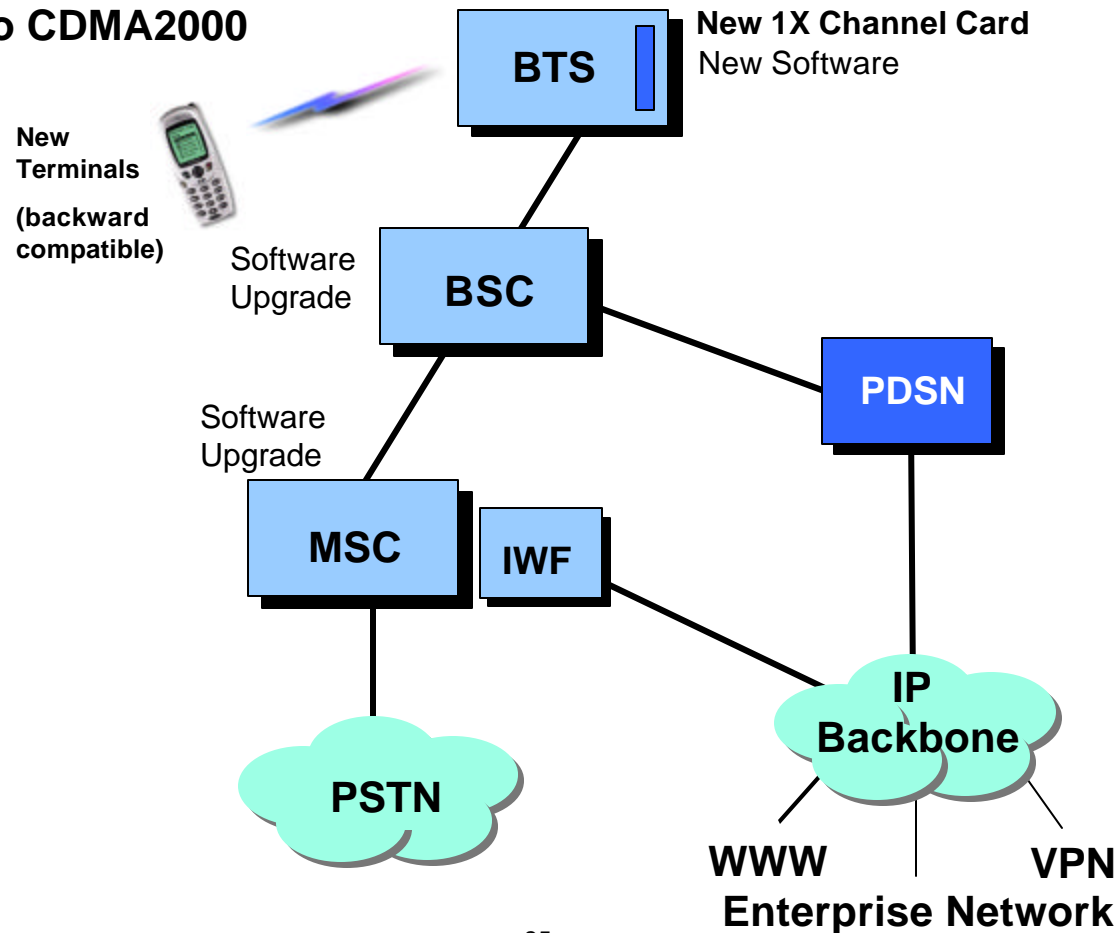 o CDMA2000
New 1X Channel Card
New Software
BTS
New
Terminals
(backward
compatible)
Software
Upgrade
BSC
PDSN
Software
Upgrade
MSC
IWF
IP
Backbone
PSTN
WWW
VPN
Enterprise Network